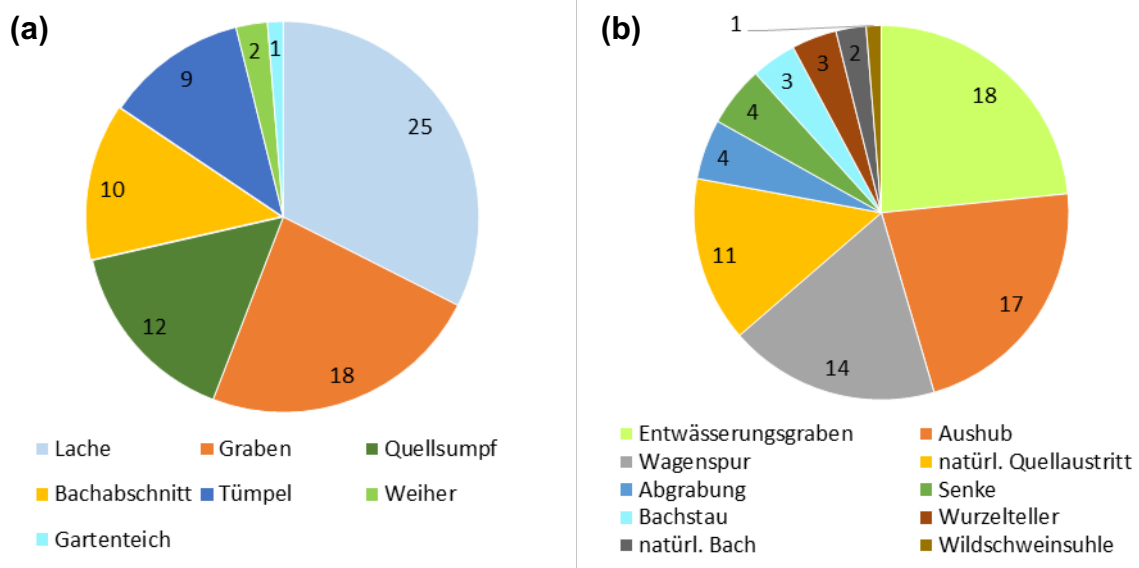 (a)
1
2
9
25
10
12
18
Lache Graben Quellsumpf
Bachabschnitt Tümpel Weiher
Gartenteich
(b)
1
2
3
3
18
4
4
11
17
14
Entwässerungsgraben Aushub
Wagenspur natürl. Quellaustritt
Abgrabung Senke
Bachstau Wurzelteller
natürl. Bach Wildschweinsuhle